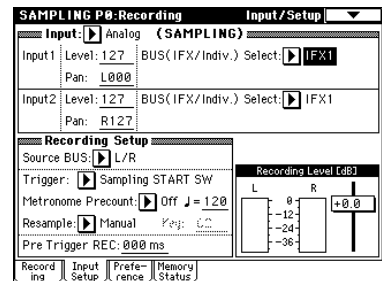 SAMPLING P0:Recording Input/Setup
Input: Analog (SAMPLING)
Input1 Level: 127 BUS(IFX/Indiv.) Select: IFX1
Pan: L000
Input2 Level: 127 BUS(IFX/Indiv.) Select: IFX1
Pan: R127
Recording Setup
Source BUS: L/R
Trigger: Sampling START SW
Metronome Precount: Off ♩=120
Resample: Manual Key:
Pre Trigger REC: 000 ms
Recording Level [dB]
L R
0
-12
-24
-36
+0.0
Record ing
Input Setup
Prefe- rence
Memory Status